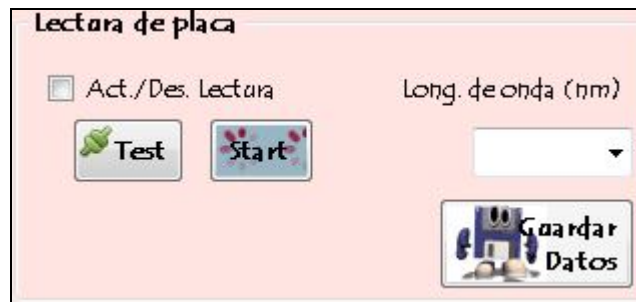 Lectura de placa
Act./Des. Lectura
Long. de onda (nm)
Test
Start
Guardar
Datos